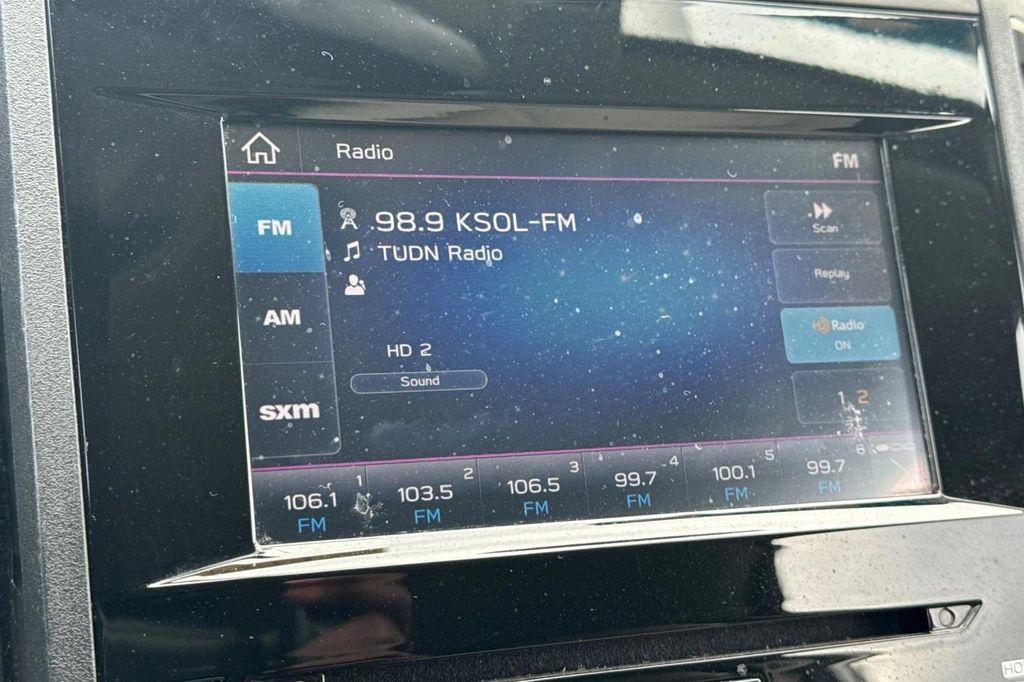 Radio
FM
FM
98.9 KSOL-FM
TUDN Radio
Scan
Replay
AM
HD Radio
ON
HD 2
Sound
1 2
sxm
1
106.1
FM
2
103.5
FM
3
106.5
FM
4
99.7
FM
5
100.1
FM
6
99.7
FM
HO